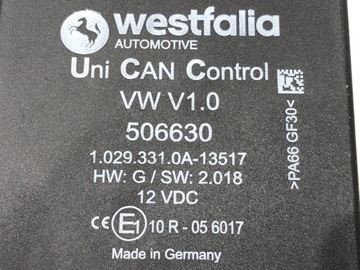 westfalia
AUTOMOTIVE
Uni CAN Control
VW V1.0
506630
1.029.331.0A-13517
HW: G / SW: 2.018
12 VDC
CE E1 10 R - 05 6017
Made in Germany
>PA66 GF30<